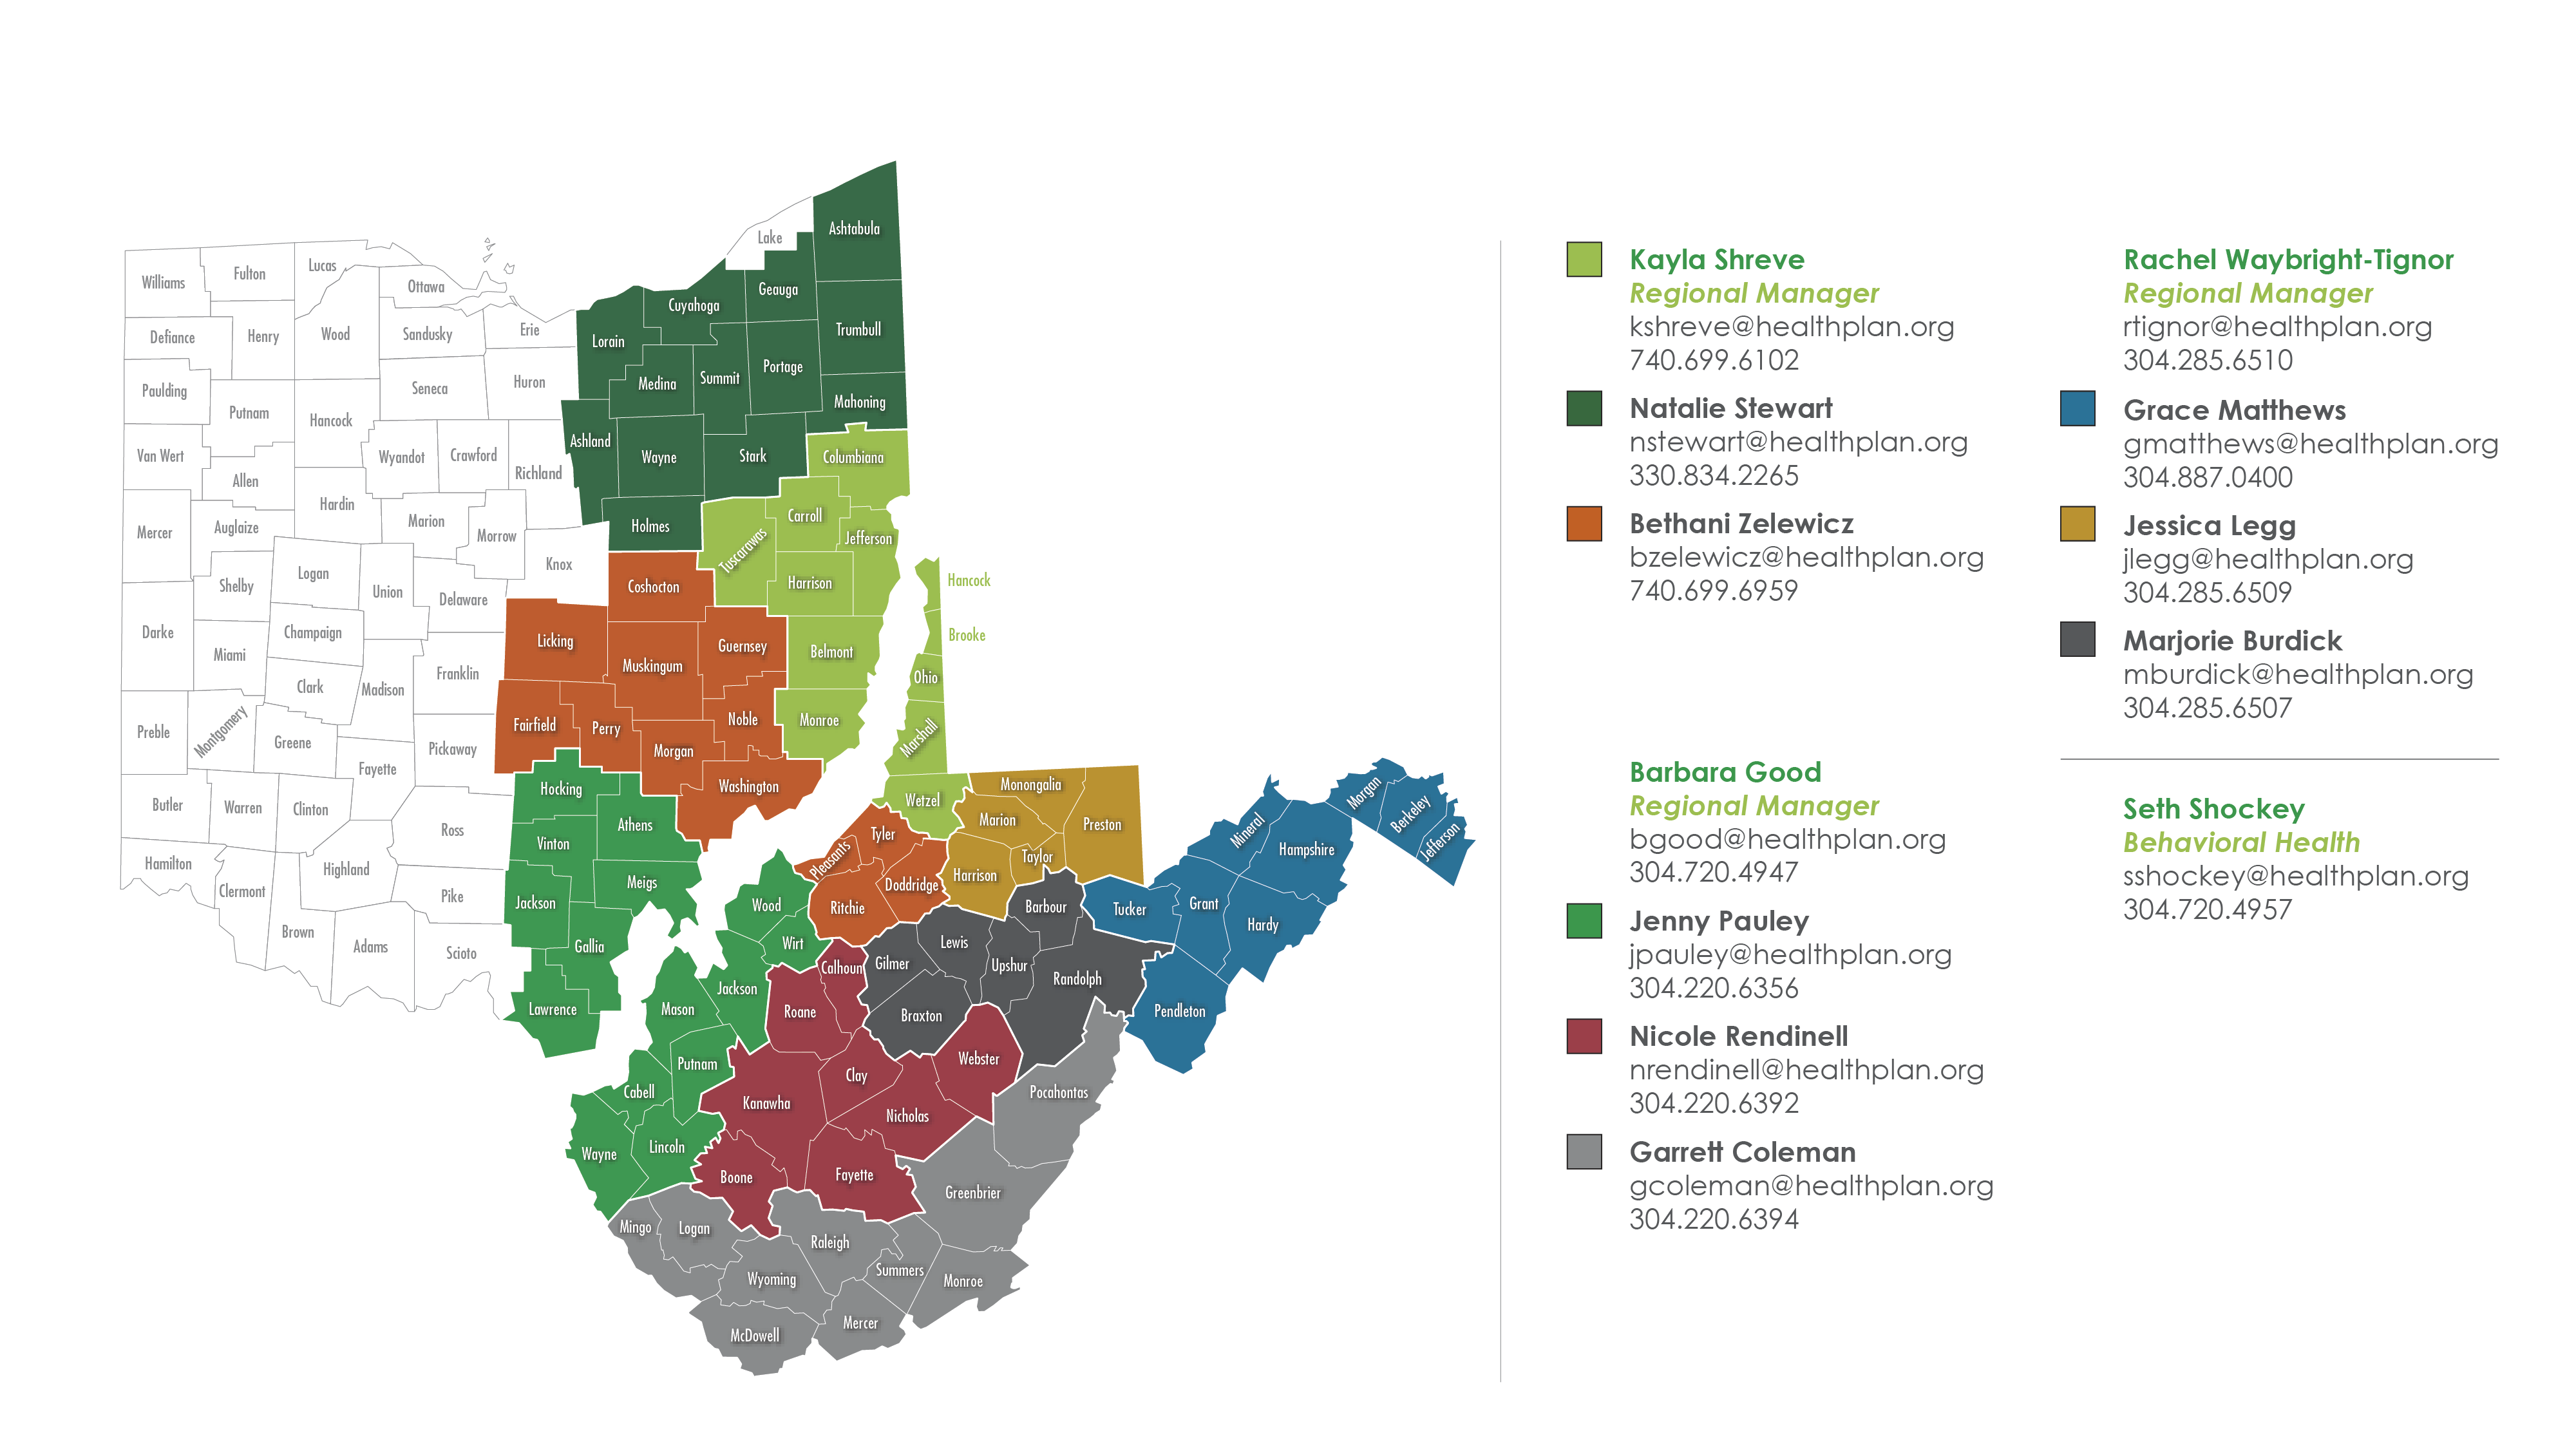 Ashtabula
Lake
Williams
Fulton
Lucas
Ottawa
Geauga
Cuyahoga
Defiance
Henry
Wood
Sandusky
Erie
Lorain
Trumbull
Paulding
Putnam
Hancock
Seneca
Huron
Medina
Summit
Portage
Mahoning
Van Wert
Allen
Wyandot
Crawford
Richland
Ashland
Wayne
Stark
Columbiana
Mercer
Auglaize
Hardin
Marion
Morrow
Knox
Holmes
Tuscarawas
Carroll
Jefferson
Shelby
Logan
Union
Delaware
Coshocton
Harrison
Hancock
Darke
Miami
Champaign
Licking
Muskingum
Guernsey
Belmont
Brooke
Clark
Madison
Franklin
Ohio
Preble
Montgomery
Greene
Fayette
Pickaway
Fairfield
Perry
Morgan
Noble
Monroe
Marshall
Butler
Warren
Clinton
Ross
Hocking
Athens
Washington
Wetzel
Monongalia
Marion
Preston
Hamilton
Clermont
Highland
Vinton
Meigs
Tyler
Pleasants
Doddridge
Ritchie
Harrison
Taylor
Mineral
Hampshire
Morgan
Berkeley
Jefferson
Brown
Adams
Pike
Scioto
Jackson
Gallia
Lawrence
Wood
Wirt
Jackson
Mason
Calhoun
Roane
Gilmer
Lewis
Upshur
Barbour
Randolph
Braxton
Tucker
Grant
Hardy
Pendleton
Putnam
Cabell
Wayne
Lincoln
Kanawha
Clay
Webster
Nicholas
Boone
Fayette
Pocahontas
Greenbrier
Mingo
Logan
Raleigh
Wyoming
Summers
Monroe
McDowell
Mercer
Kayla Shreve
Regional Manager
kshreve@healthplan.org
740.699.6102
Natalie Stewart
nstewart@healthplan.org
330.834.2265
Bethani Zelewicz
bzelewicz@healthplan.org
740.699.6959
Barbara Good
Regional Manager
bgood@healthplan.org
304.720.4947
Jenny Pauley
jpauley@healthplan.org
304.220.6356
Nicole Rendinell
nrendinell@healthplan.org
304.220.6392
Garrett Coleman
gcoleman@healthplan.org
304.220.6394
Rachel Waybright-Tignor
Regional Manager
rtignor@healthplan.org
304.285.6510
Grace Matthews
gmatthews@healthplan.org
304.887.0400
Jessica Legg
jlegg@healthplan.org
304.285.6509
Marjorie Burdick
mburdick@healthplan.org
304.285.6507
Seth Shockey
Behavioral Health
sshockey@healthplan.org
304.720.4957